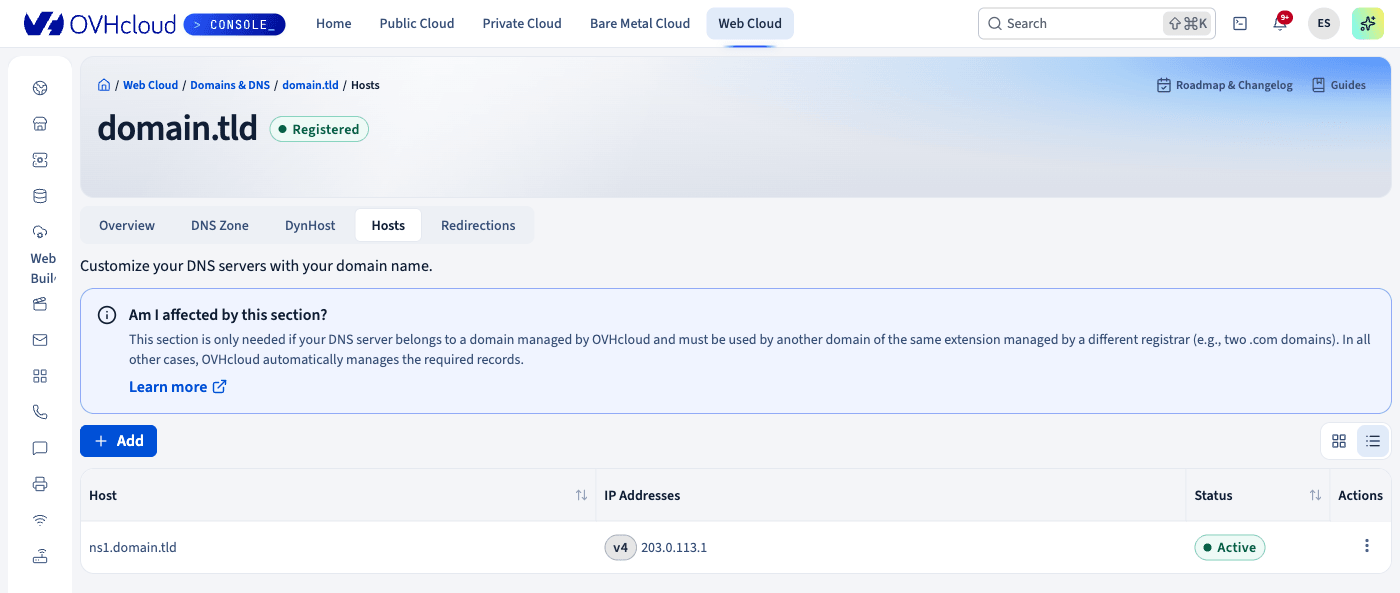 OVHcloud > CONSOLE_ Home Public Cloud Private Cloud Bare Metal Cloud Web Cloud Search ⇧⌘K 9+ ES
/ Web Cloud / Domains & DNS / domain.tld / Hosts Roadmap & Changelog Guides
domain.tld Registered
Overview DNS Zone DynHost Hosts Redirections
Web
Customize your DNS servers with your domain name.
Am I affected by this section?
This section is only needed if your DNS server belongs to a domain managed by OVHcloud and must be used by another domain of the same extension managed by a different registrar (e.g., two .com domains). In all
other cases, OVHcloud automatically manages the required records.
Learn more
+ Add
Host IP Addresses Status Actions
ns1.domain.tld v4 203.0.113.1 Active